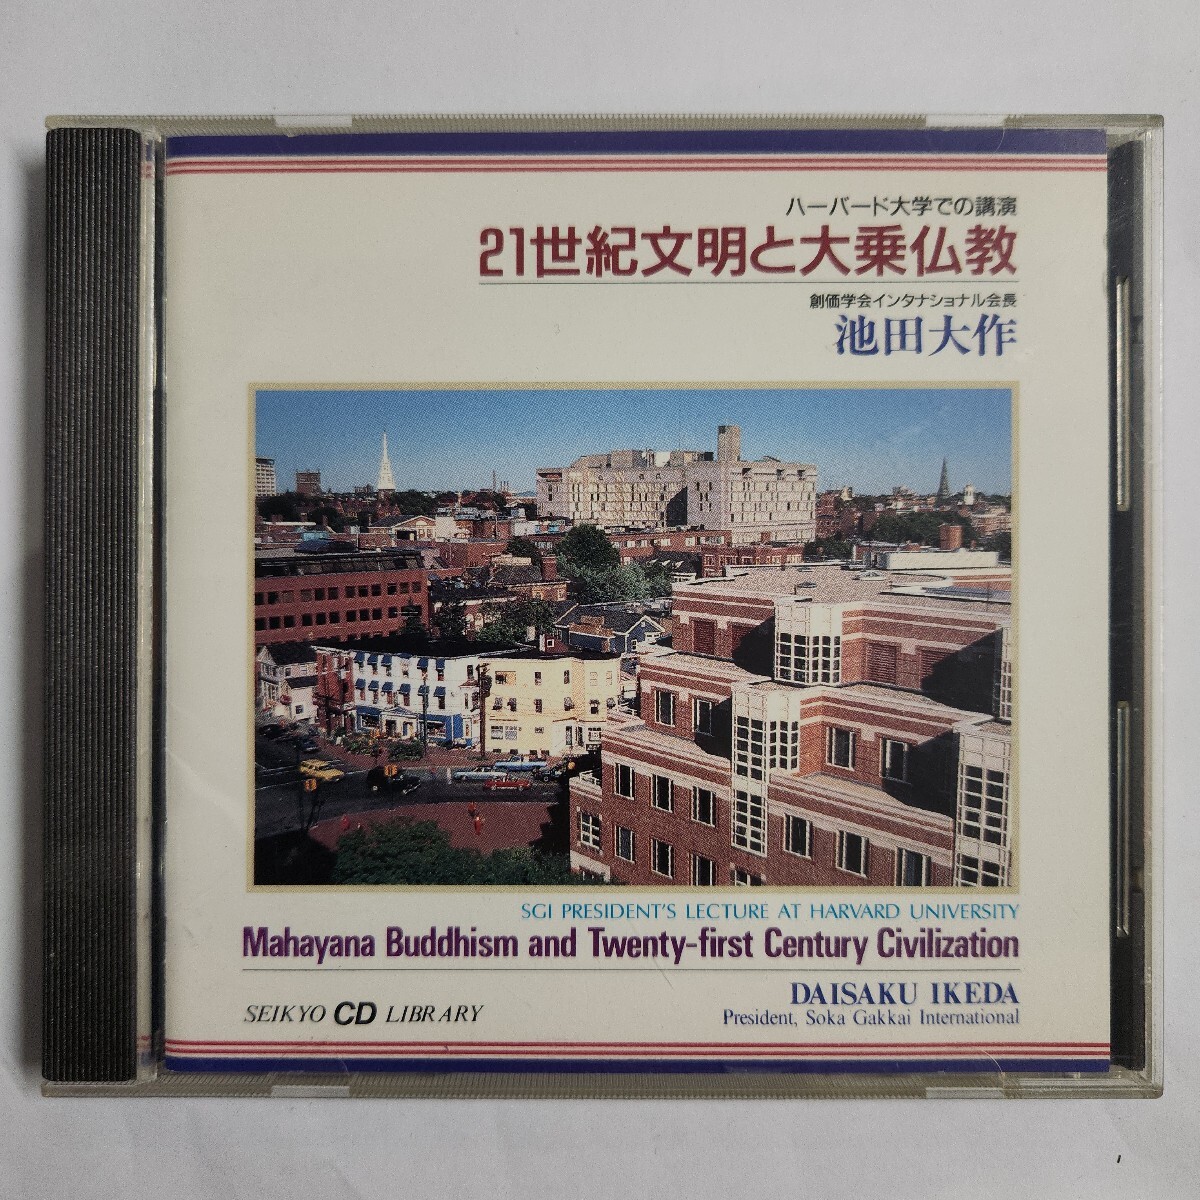 ハーバード大学での講演
21世紀文明と大乗仏教
創価学会インタナショナル会長
池田大作
SGI PRESIDENT'S LECTURE AT HARVARD UNIVERSITY
Mahayana Buddhism and Twenty-first Century Civilization
DAISAKU IKEDA
President, Soka Gakkai International
SEIKYO CD LIBRARY